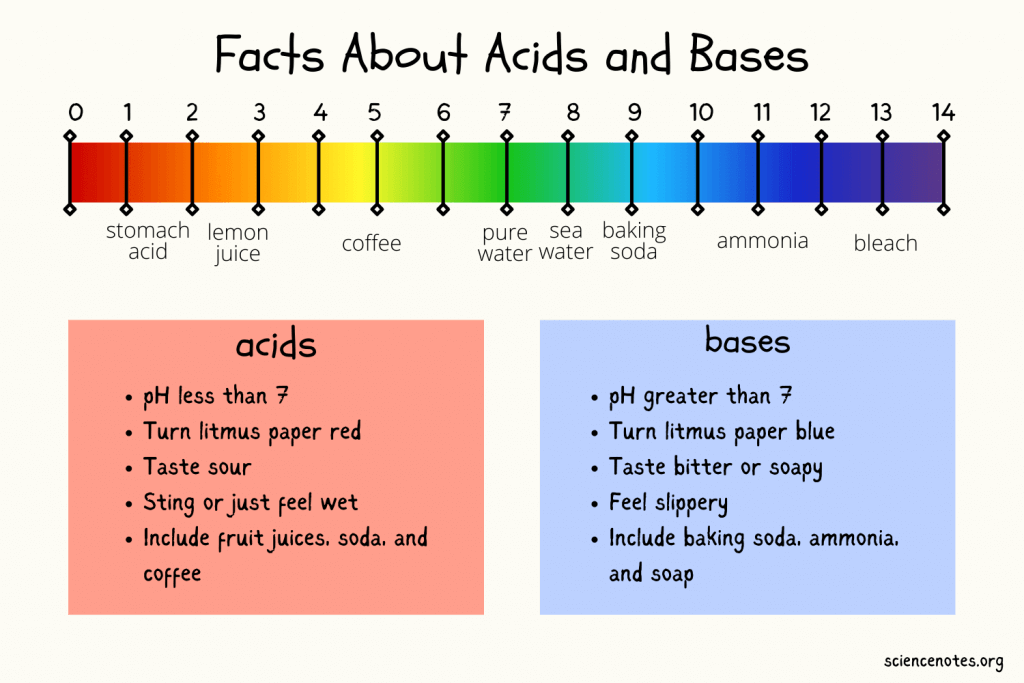 Facts About Acids and Bases
0 1 2 3 4 5 6 7 8 9 10 11 12 13 14
stomach acid
lemon juice
coffee
pure water
sea water
baking soda
ammonia
bleach
acids
• pH less than 7
• Turn litmus paper red
• Taste sour
• Sting or just feel wet
• Include fruit juices, soda, and
coffee
bases
• pH greater than 7
• Turn litmus paper blue
• Taste bitter or soapy
• Feel slippery
• Include baking soda, ammonia,
and soap
sciencenotes.org